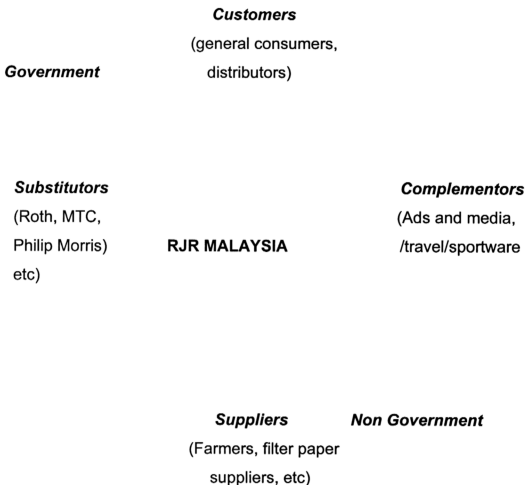 Customers
(general consumers,
Government distributors)
Substitutors Complementors
(Roth, MTC, (Ads and media,
Philip Morris) RJR MALAYSIA /travel/sportware
etc)
Suppliers Non Government
(Farmers, filter paper
suppliers, etc)